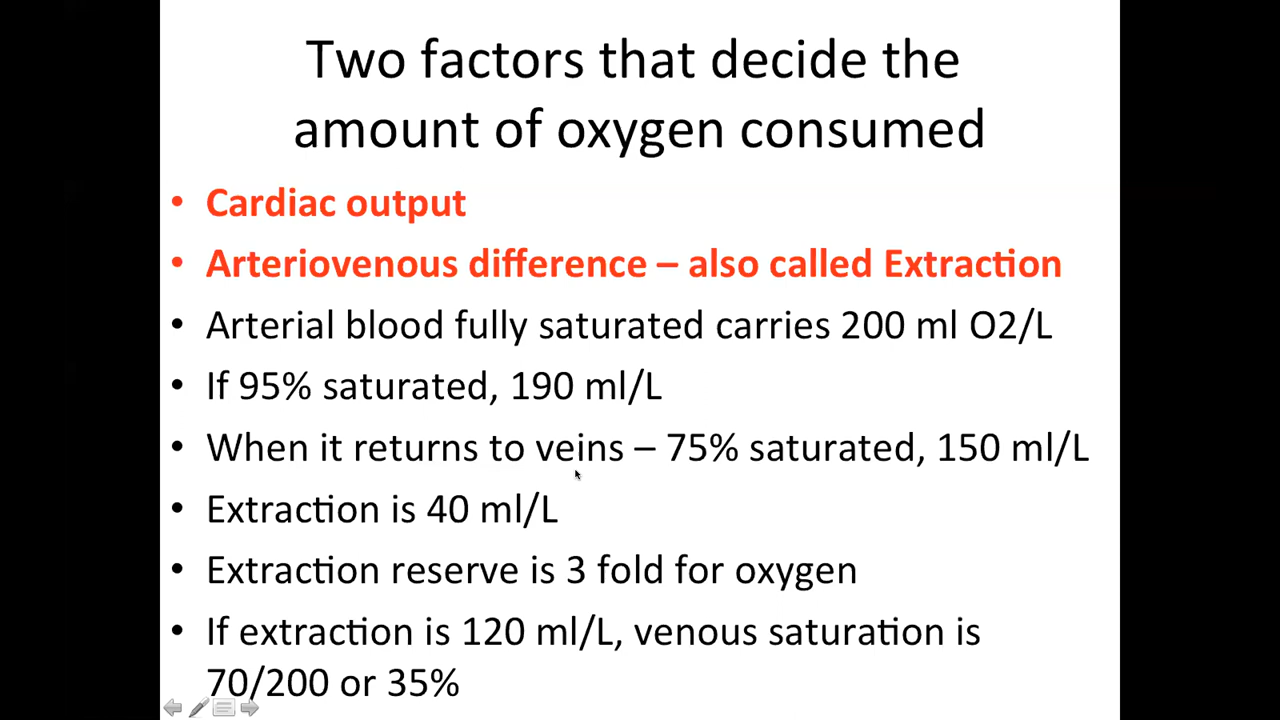 Two factors that decide the
amount of oxygen consumed
• Cardiac output
• Arteriovenous difference – also called Extraction
• Arterial blood fully saturated carries 200 ml O2/L
• If 95% saturated, 190 ml/L
• When it returns to veins – 75% saturated, 150 ml/L
• Extraction is 40 ml/L
• Extraction reserve is 3 fold for oxygen
• If extraction is 120 ml/L, venous saturation is
70/200 or 35%